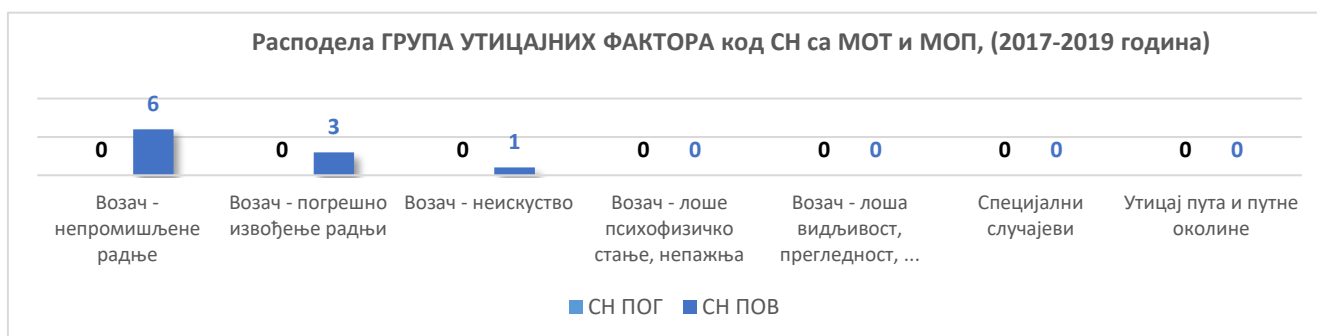 Расподела ГРУПА УТИЦАЈНИХ ФАКТОРА код СН са МОТ и МОП, (2017-2019 година)
0 6 0 3 0 1 0 0 0 0 0 0 0 0
Возач -
непромишљене
радње
Возач - погрешно
извођење радњи
Возач - неискуство
Возач - лоше
психофизичко
стање, непажња
Возач - лоша
видљивост,
прегледност, ...
Специјални
случајеви
Утицај пута и путне
околине
СН ПОГ СН ПОВ